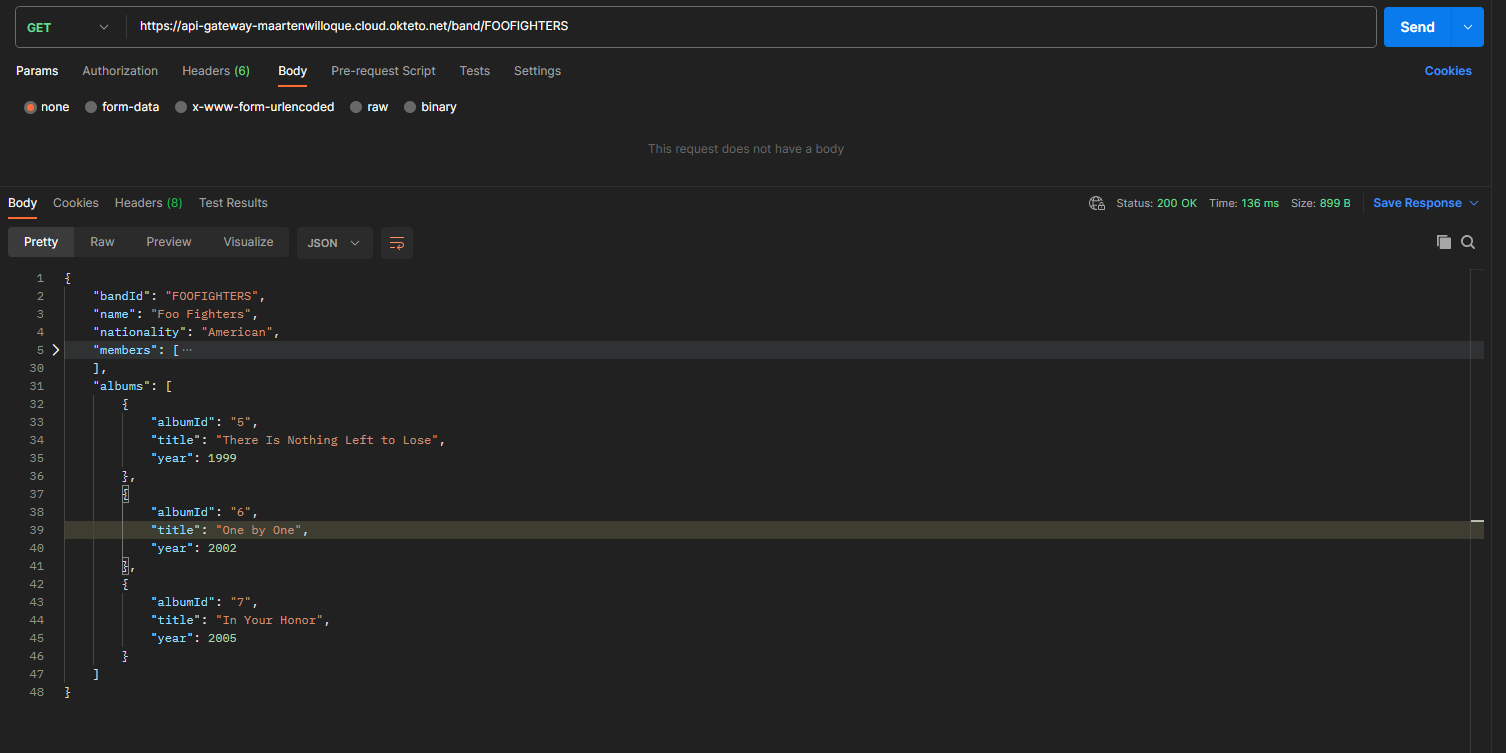 GET https://api-gateway-maartenwilloque.cloud.okteto.net/band/FOOFIGHTERS Send
Params Authorization Headers (6) Body Pre-request Script Tests Settings Cookies
none form-data x-www-form-urlencoded raw binary
This request does not have a body
Body Cookies Headers (8) Test Results Status: 200 OK Time: 136 ms Size: 899 B Save Response
Pretty Raw Preview Visualize JSON
1 {
2 "bandId": "FOOFIGHTERS",
3 "name": "Foo Fighters",
4 "nationality": "American",
5 "members": [ ⋯
30 ],
31 "albums": [
32 {
33 "albumId": "5",
34 "title": "There Is Nothing Left to Lose",
35 "year": 1999
36 },
37 {
38 "albumId": "6",
39 "title": "One by One",
40 "year": 2002
41 },
42 {
43 "albumId": "7",
44 "title": "In Your Honor",
45 "year": 2005
46 }
47 ]
48 }